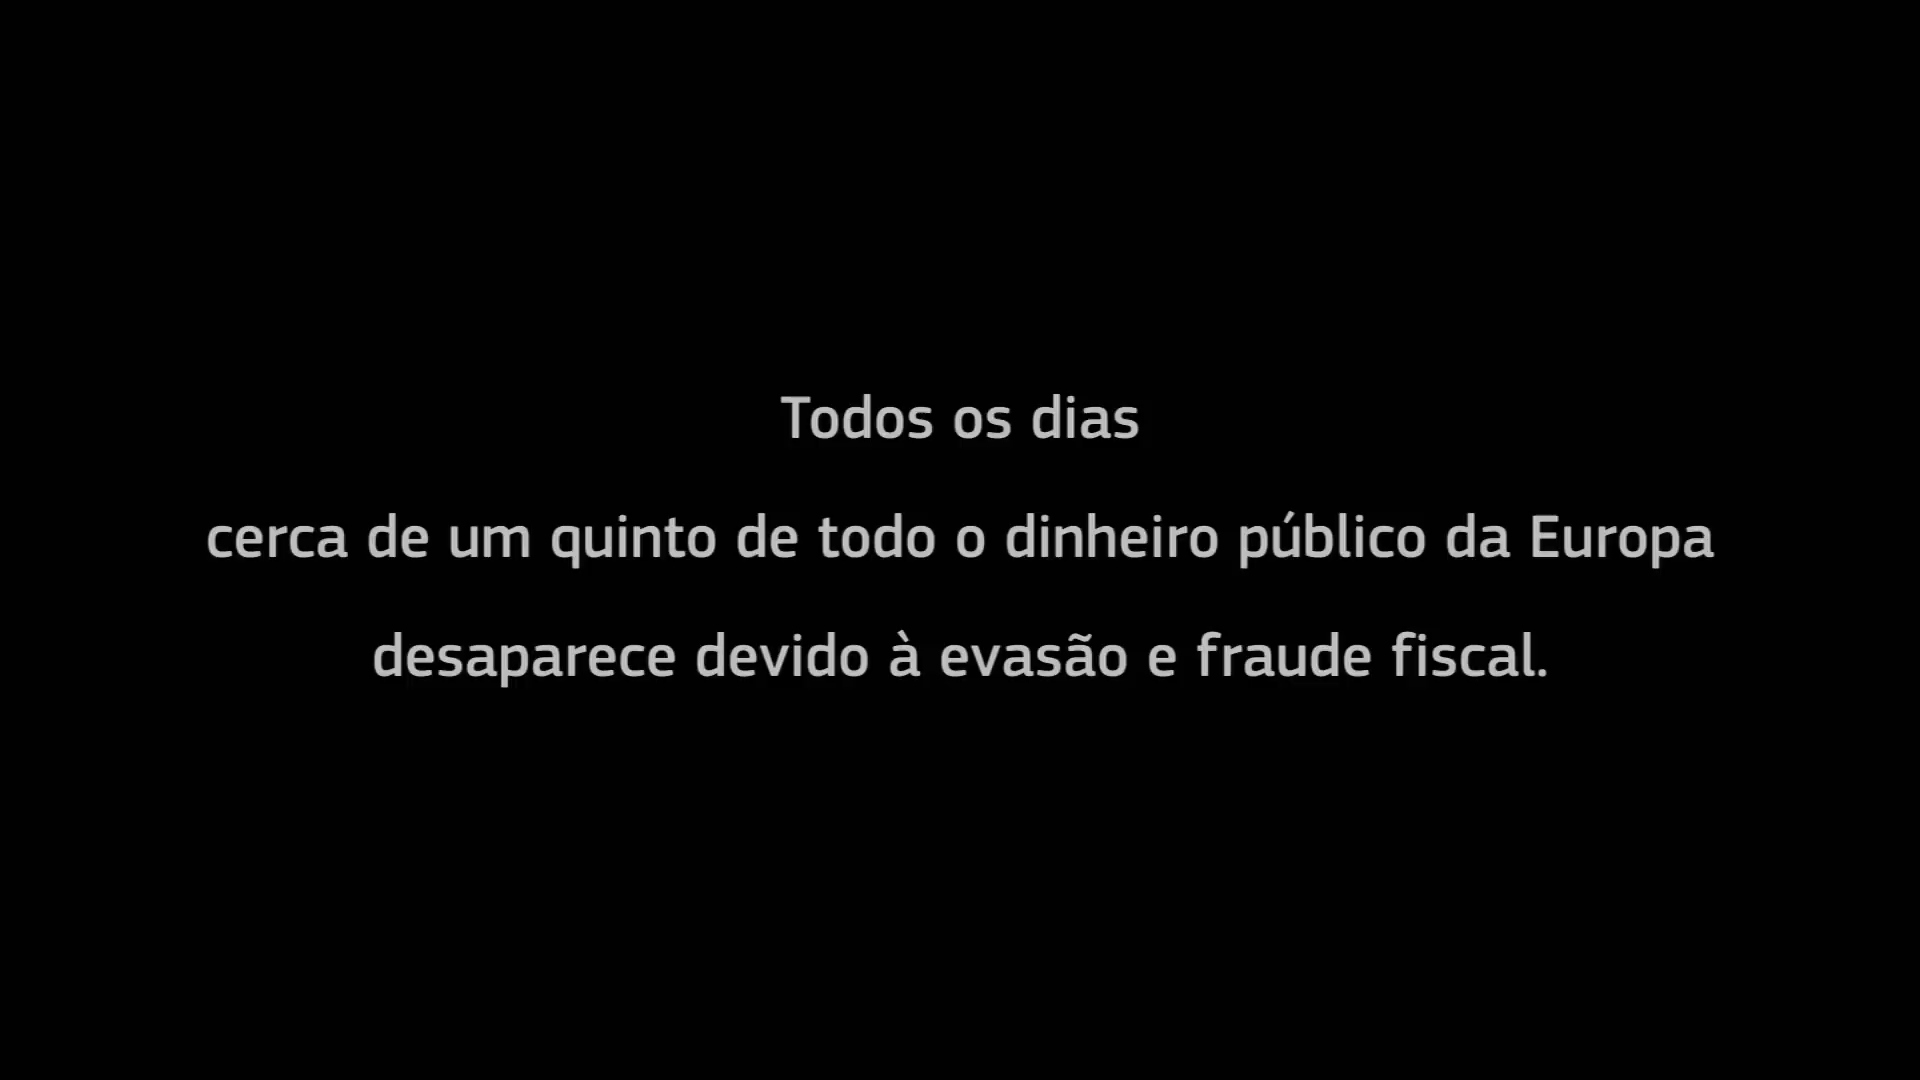 Todos os dias
cerca de um quinto de todo o dinheiro público da Europa
desaparece devido à evasão e fraude fiscal.